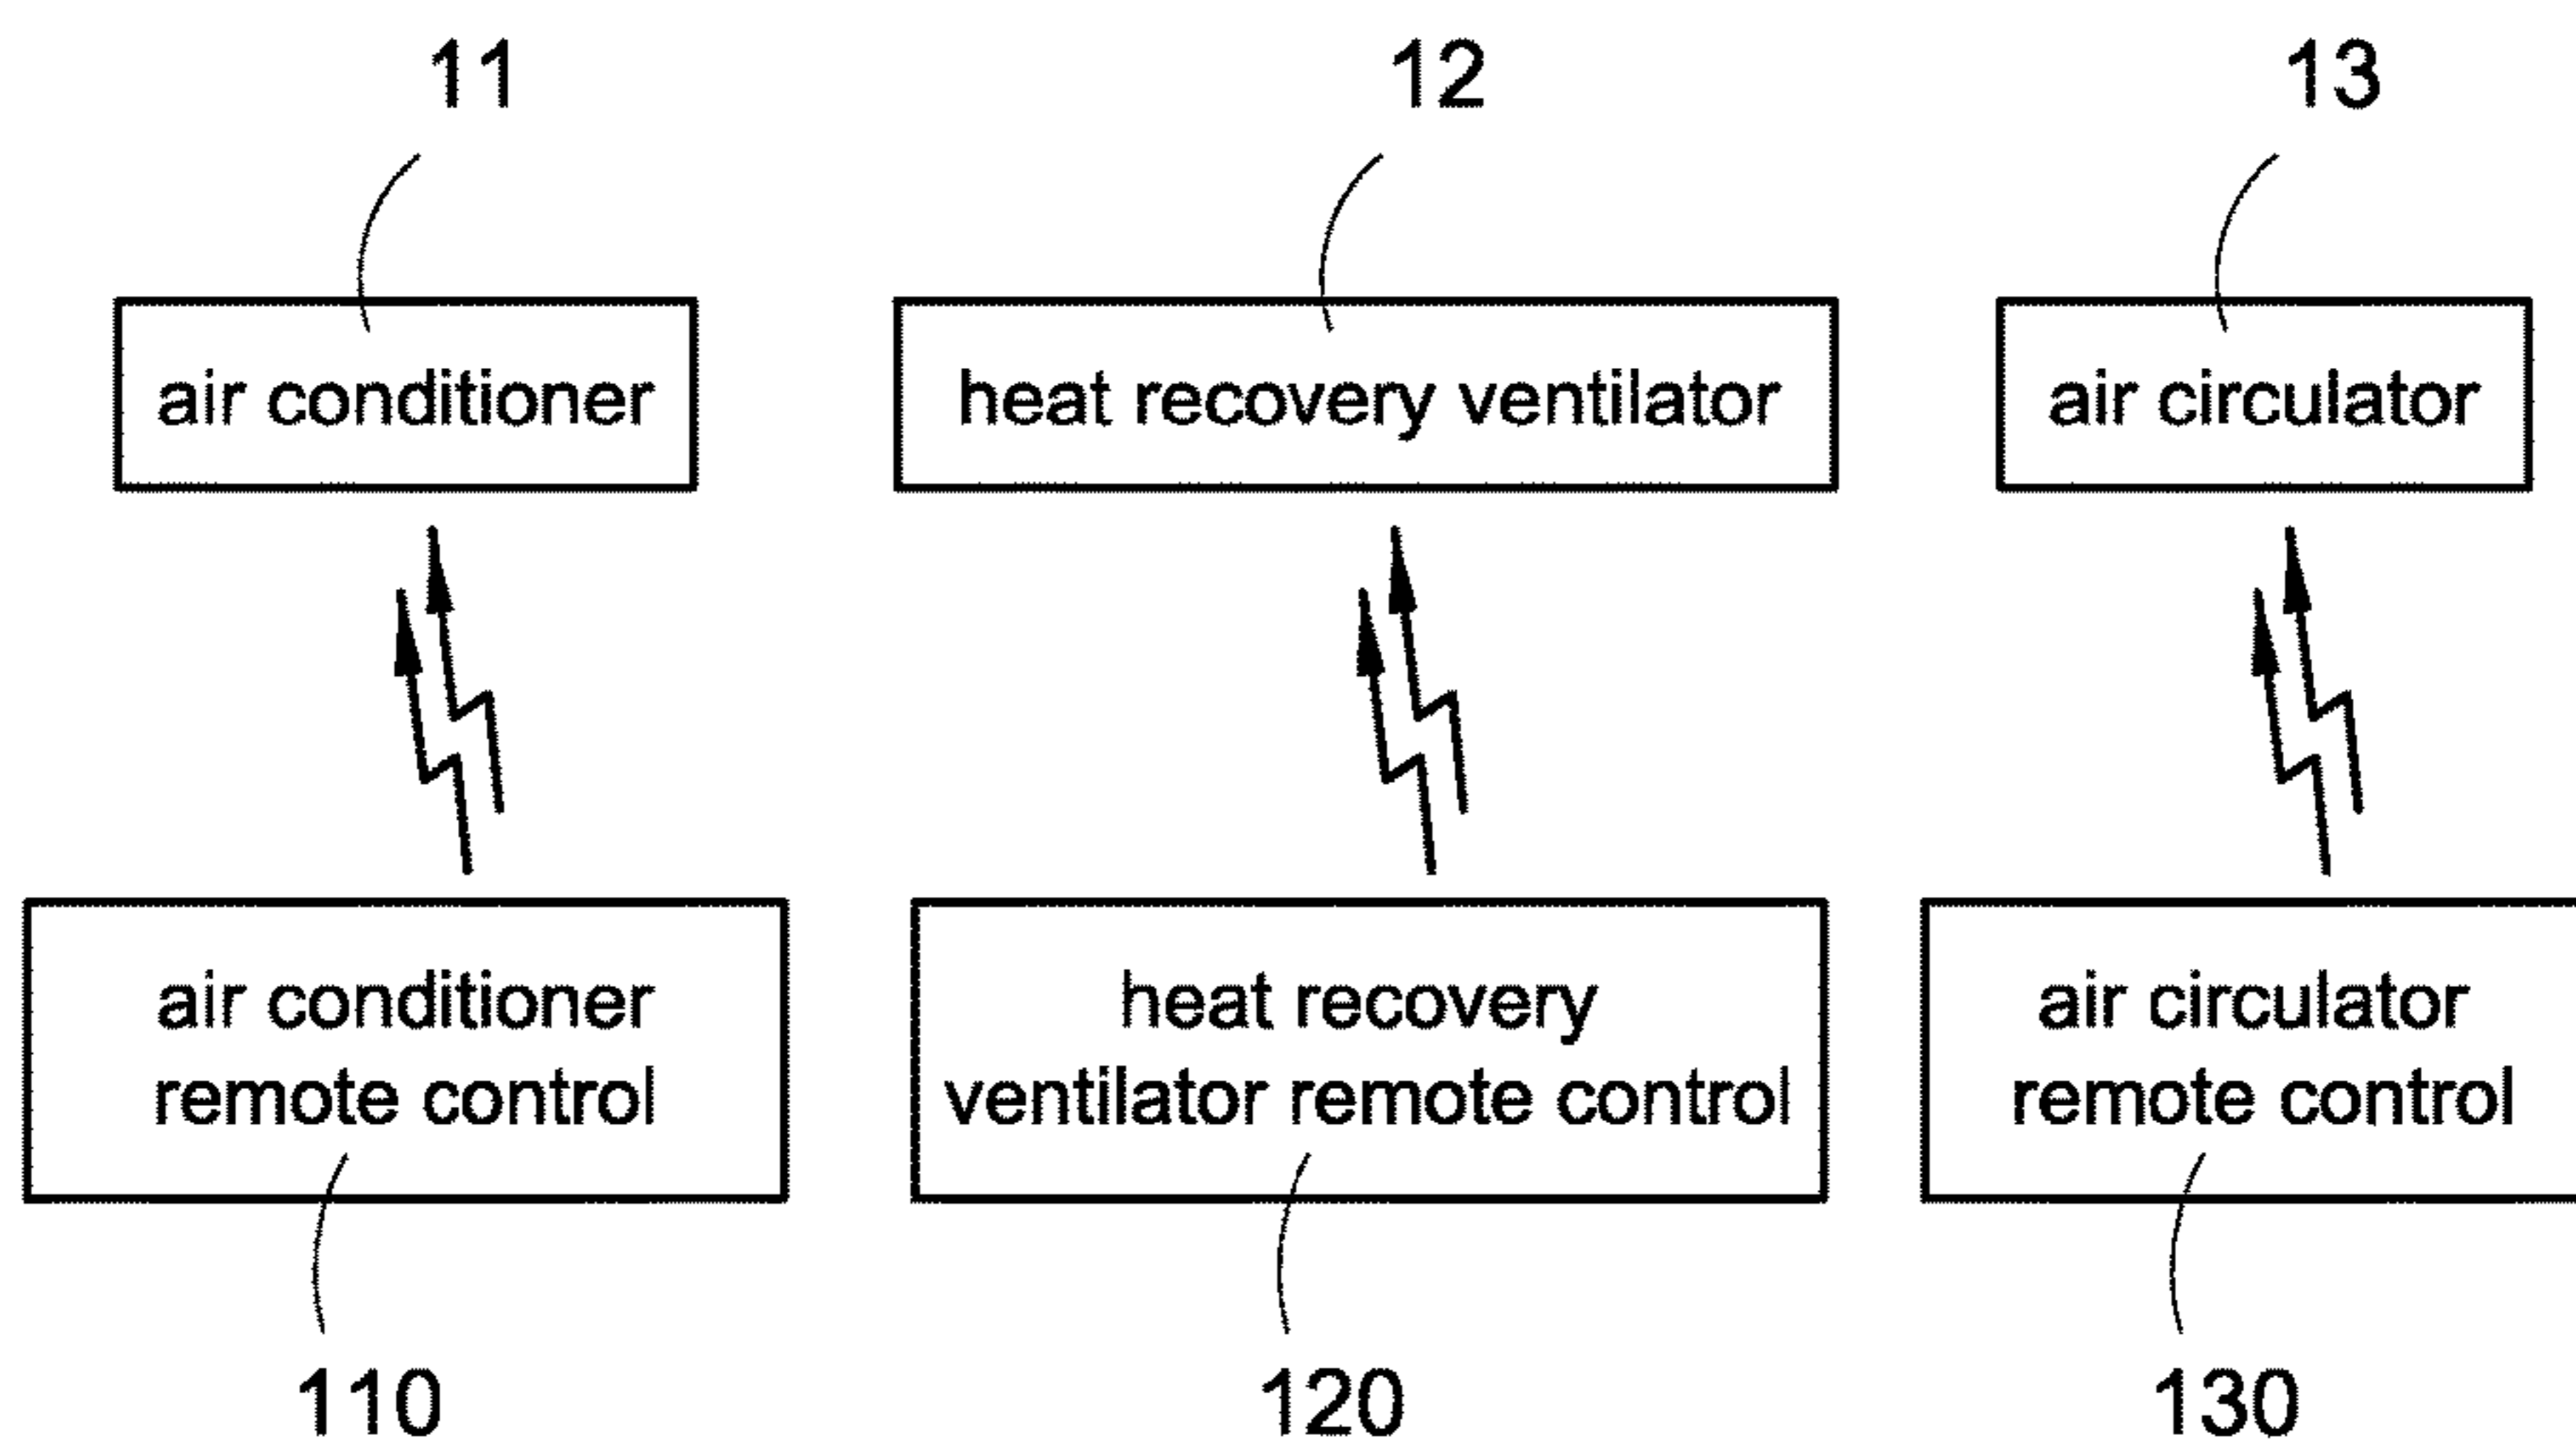 11
12
13
air conditioner
heat recovery ventilator
air circulator
air conditioner
remote control
heat recovery
ventilator remote control
air circulator
remote control
110
120
130